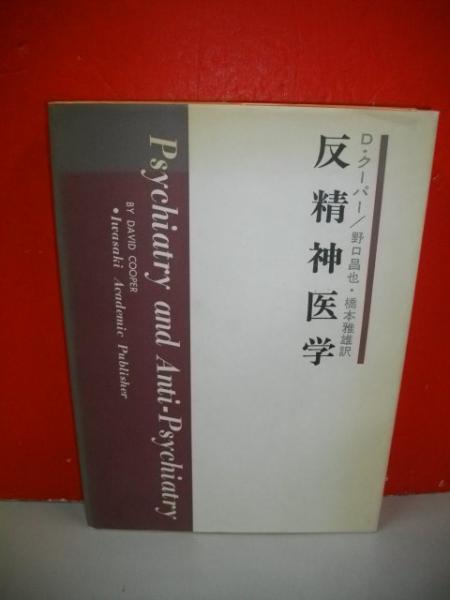 D・クーパー/野口昌也・橋本雅雄訳
反精神医学
Psychiatry and Anti-Psychiatry
BY DAVID COOPER
•Iwasaki Academic Publisher